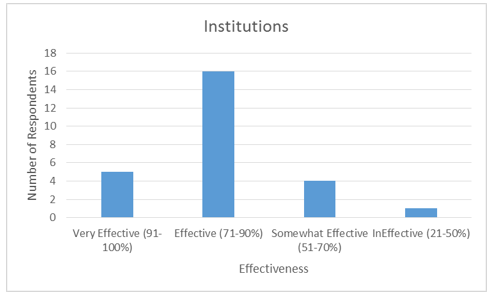 Institutions
Number of Respondents
18
16
14
12
10
8
6
4
2
0
Very Effective (91-
100%)
Effective (71-90%)
Somewhat Effective
(51-70%)
InEffective (21-50%)
Effectiveness